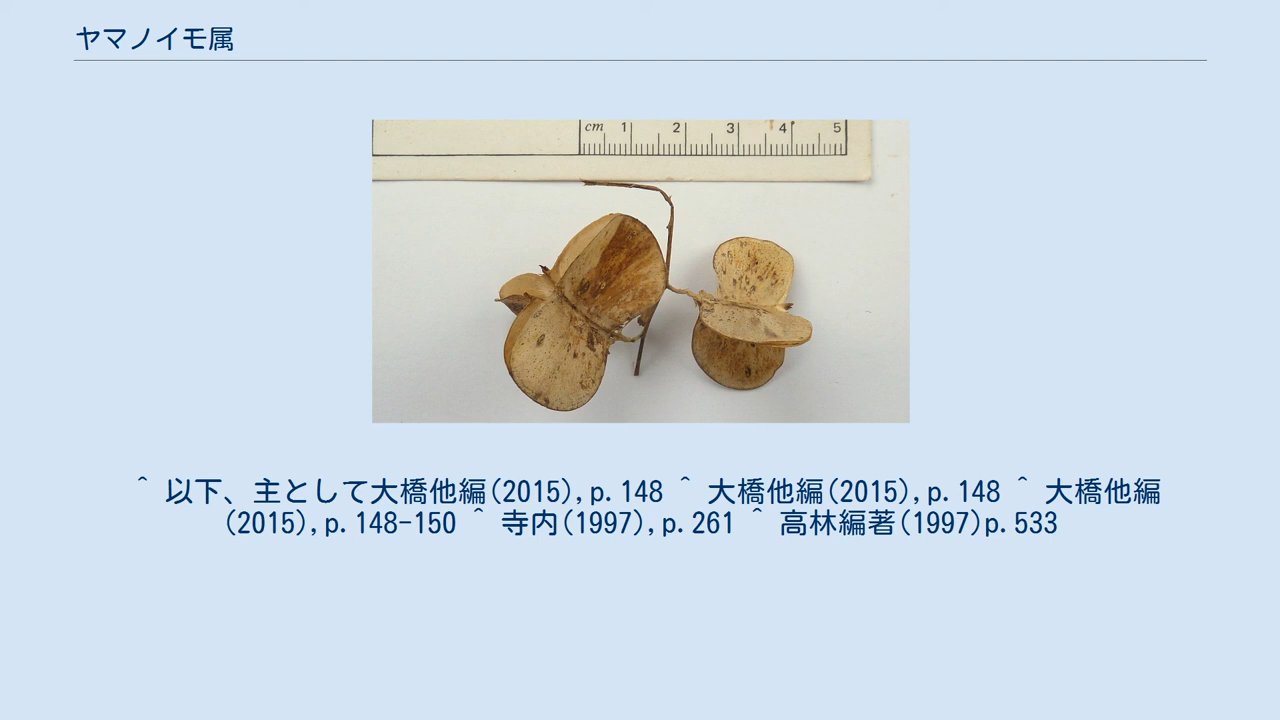 ヤマノイモ属
cm 1 2 3 4 5
^ 以下、主として大橋他編(2015),p.148 ^ 大橋他編(2015),p.148 ^ 大橋他編
(2015),p.148-150 ^ 寺内(1997),p.261 ^ 高林編著(1997)p.533